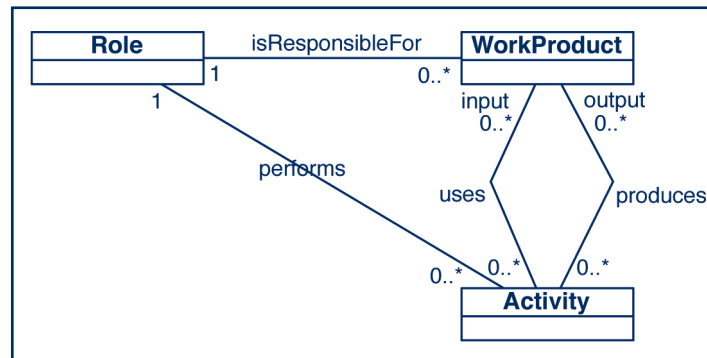 Role
isResponsibleFor
WorkProduct
1
0..*
1
input
output
0..*
0..*
performs
uses
produces
0..*
0..*
0..*
Activity